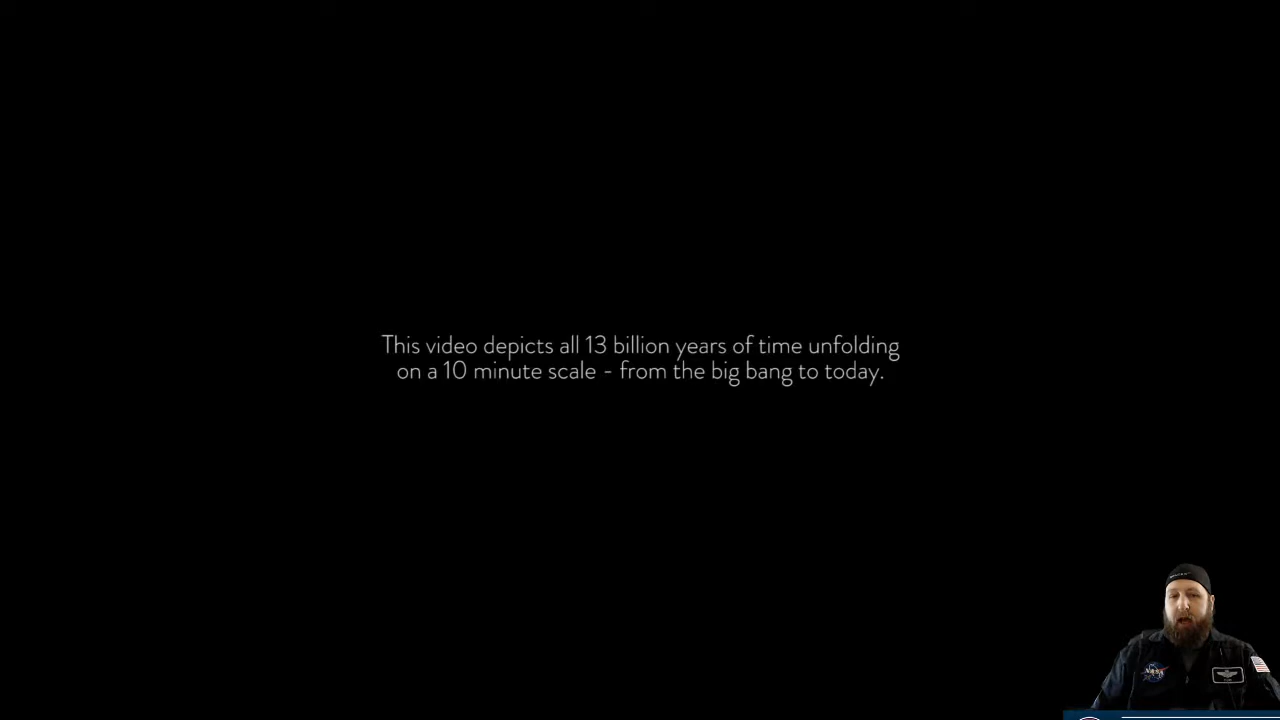 This video depicts all 13 billion years of time unfolding
on a 10 minute scale - from the big bang to today.
NASA